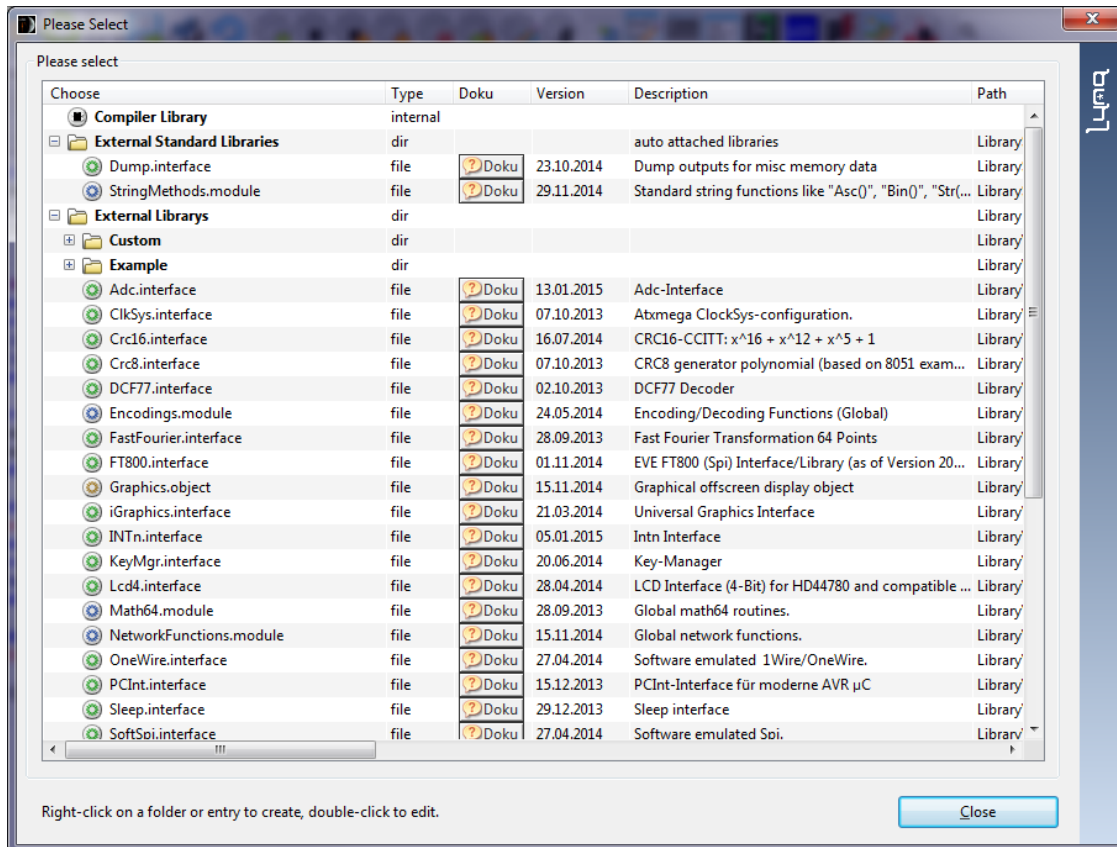 Please Select
Please select
Choose Type Doku Version Description Path
Compiler Library internal
External Standard Libraries dir auto attached libraries Library
Dump.interface file Doku 23.10.2014 Dump outputs for misc memory data Library
StringMethods.module file Doku 29.11.2014 Standard string functions like "Asc()", "Bin()", "Str(... Library
External Librarys dir Library
Custom dir Library
Example dir Library
Adc.interface file Doku 13.01.2015 Adc-Interface Library
ClkSys.interface file Doku 07.10.2013 Atxmega ClockSys-configuration. Library
Crc16.interface file Doku 16.07.2014 CRC16-CCITT: x^16 + x^12 + x^5 + 1 Library
Crc8.interface file Doku 07.10.2013 CRC8 generator polynomial (based on 8051 exam... Library
DCF77.interface file Doku 02.10.2013 DCF77 Decoder Library
Encodings.module file Doku 24.05.2014 Encoding/Decoding Functions (Global) Library
FastFourier.interface file Doku 28.09.2013 Fast Fourier Transformation 64 Points Library
FT800.interface file Doku 01.11.2014 EVE FT800 (Spi) Interface/Library (as of Version 20... Library
Graphics.object file Doku 15.11.2014 Graphical offscreen display object Library
iGraphics.interface file Doku 21.03.2014 Universal Graphics Interface Library
INTn.interface file Doku 05.01.2015 Intn Interface Library
KeyMgr.interface file Doku 20.06.2014 Key-Manager Library
Lcd4.interface file Doku 28.04.2014 LCD Interface (4-Bit) for HD44780 and compatible ... Library
Math64.module file Doku 28.09.2013 Global math64 routines. Library
NetworkFunctions.module file Doku 15.11.2014 Global network functions. Library
OneWire.interface file Doku 27.04.2014 Software emulated 1Wire/OneWire. Library
PCInt.interface file Doku 15.12.2013 PCInt-Interface für moderne AVR µC Library
Sleep.interface file Doku 29.12.2013 Sleep interface Library
SoftSpi.interface file Doku 27.04.2014 Software emulated Spi. Library
Right-click on a folder or entry to create, double-click to edit.
Close